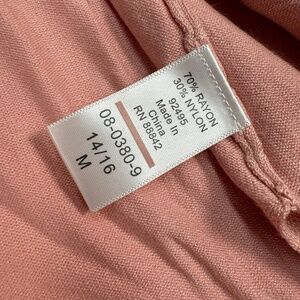 70% RAYON
30% NYLON
92495
Made in
China
RN 88842
08-0380-9
14/16
M